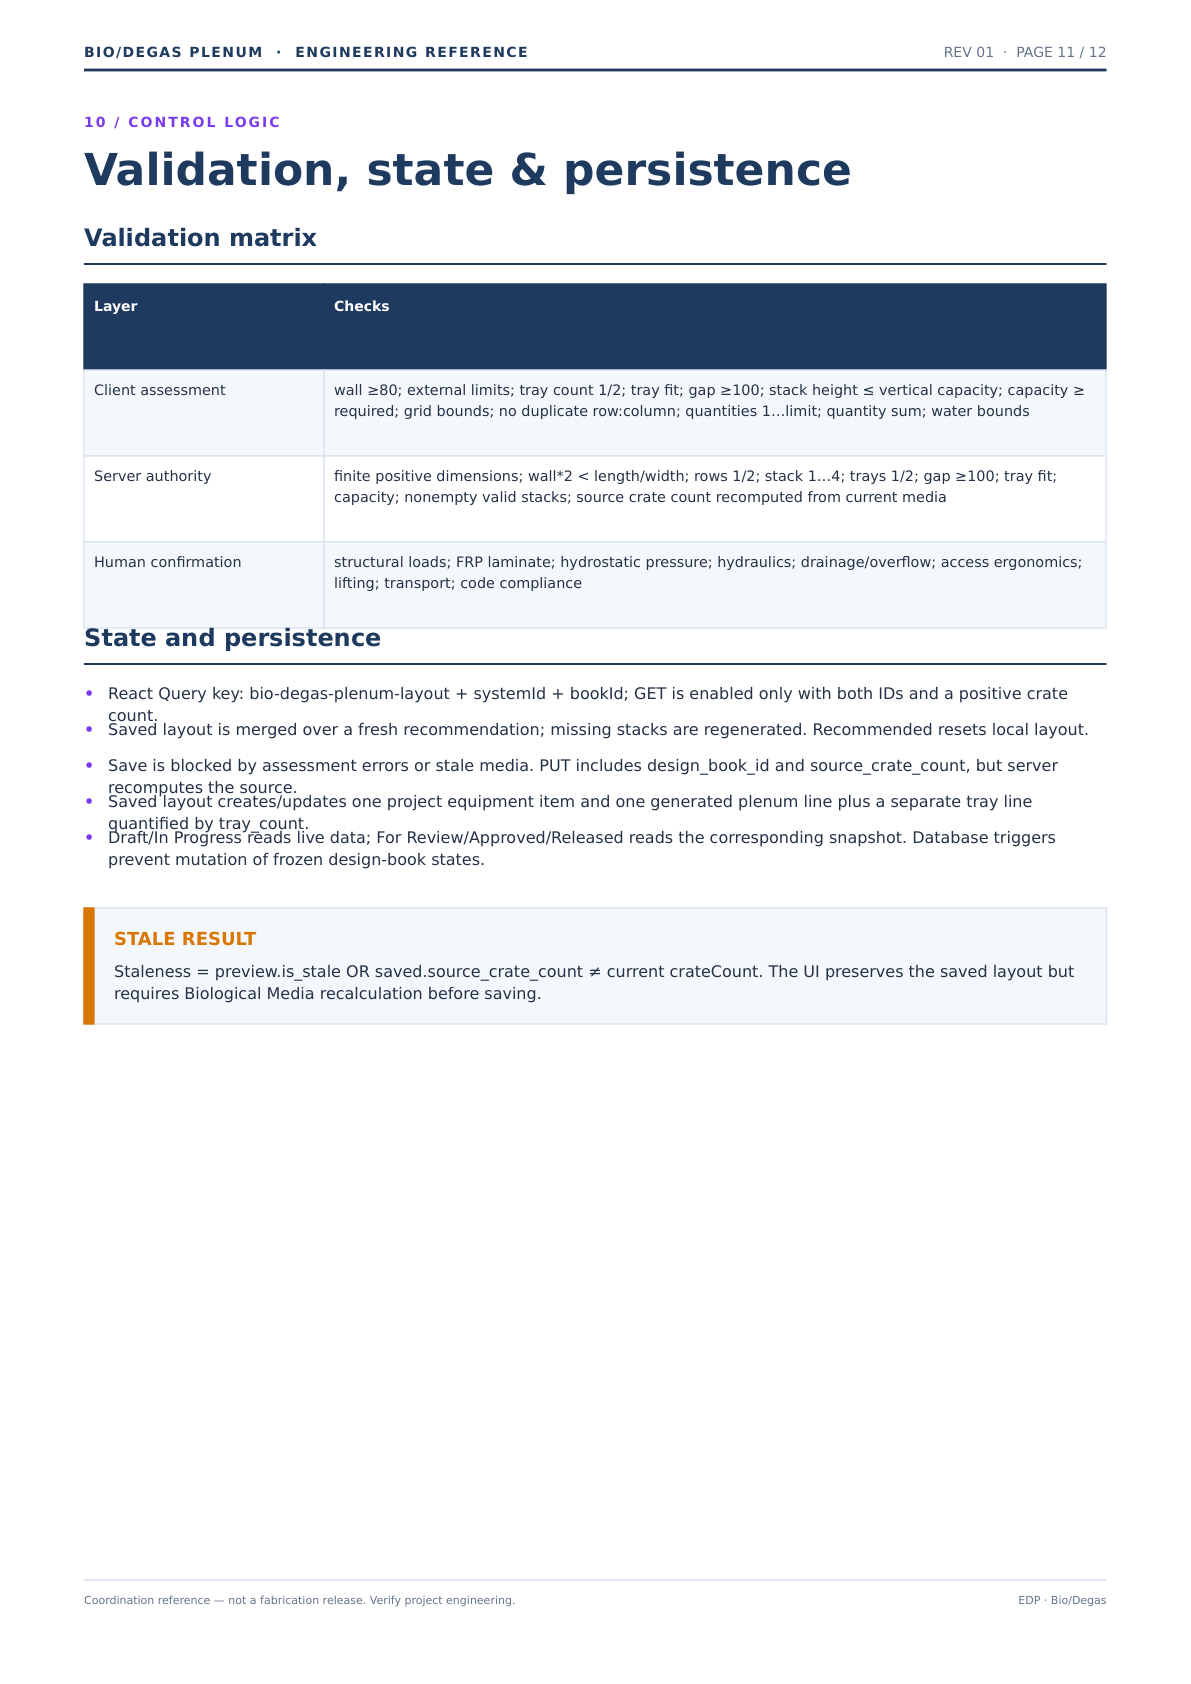 BIO/DEGAS PLENUM · ENGINEERING REFERENCE
REV 01 · PAGE 11 / 12
10 / CONTROL LOGIC
Validation, state & persistence
Validation matrix
Layer
Checks
Client assessment
wall ≥80; external limits; tray count 1/2; tray fit; gap ≥100; stack height ≤ vertical capacity; capacity ≥
required; grid bounds; no duplicate row:column; quantities 1…limit; quantity sum; water bounds
Server authority
finite positive dimensions; wall*2 < length/width; rows 1/2; stack 1…4; trays 1/2; gap ≥100; tray fit;
capacity; nonempty valid stacks; source crate count recomputed from current media
Human confirmation
structural loads; FRP laminate; hydrostatic pressure; hydraulics; drainage/overflow; access ergonomics;
lifting; transport; code compliance
State and persistence
• React Query key: bio-degas-plenum-layout + systemId + bookId; GET is enabled only with both IDs and a positive crate
count.
• Saved layout is merged over a fresh recommendation; missing stacks are regenerated. Recommended resets local layout.
• Save is blocked by assessment errors or stale media. PUT includes design_book_id and source_crate_count, but server
recomputes the source.
• Saved layout creates/updates one project equipment item and one generated plenum line plus a separate tray line
quantified by tray_count.
• Draft/In Progress reads live data; For Review/Approved/Released reads the corresponding snapshot. Database triggers
prevent mutation of frozen design-book states.
STALE RESULT
Staleness = preview.is_stale OR saved.source_crate_count ≠ current crateCount. The UI preserves the saved layout but
requires Biological Media recalculation before saving.
Coordination reference — not a fabrication release. Verify project engineering.
EDP · Bio/Degas